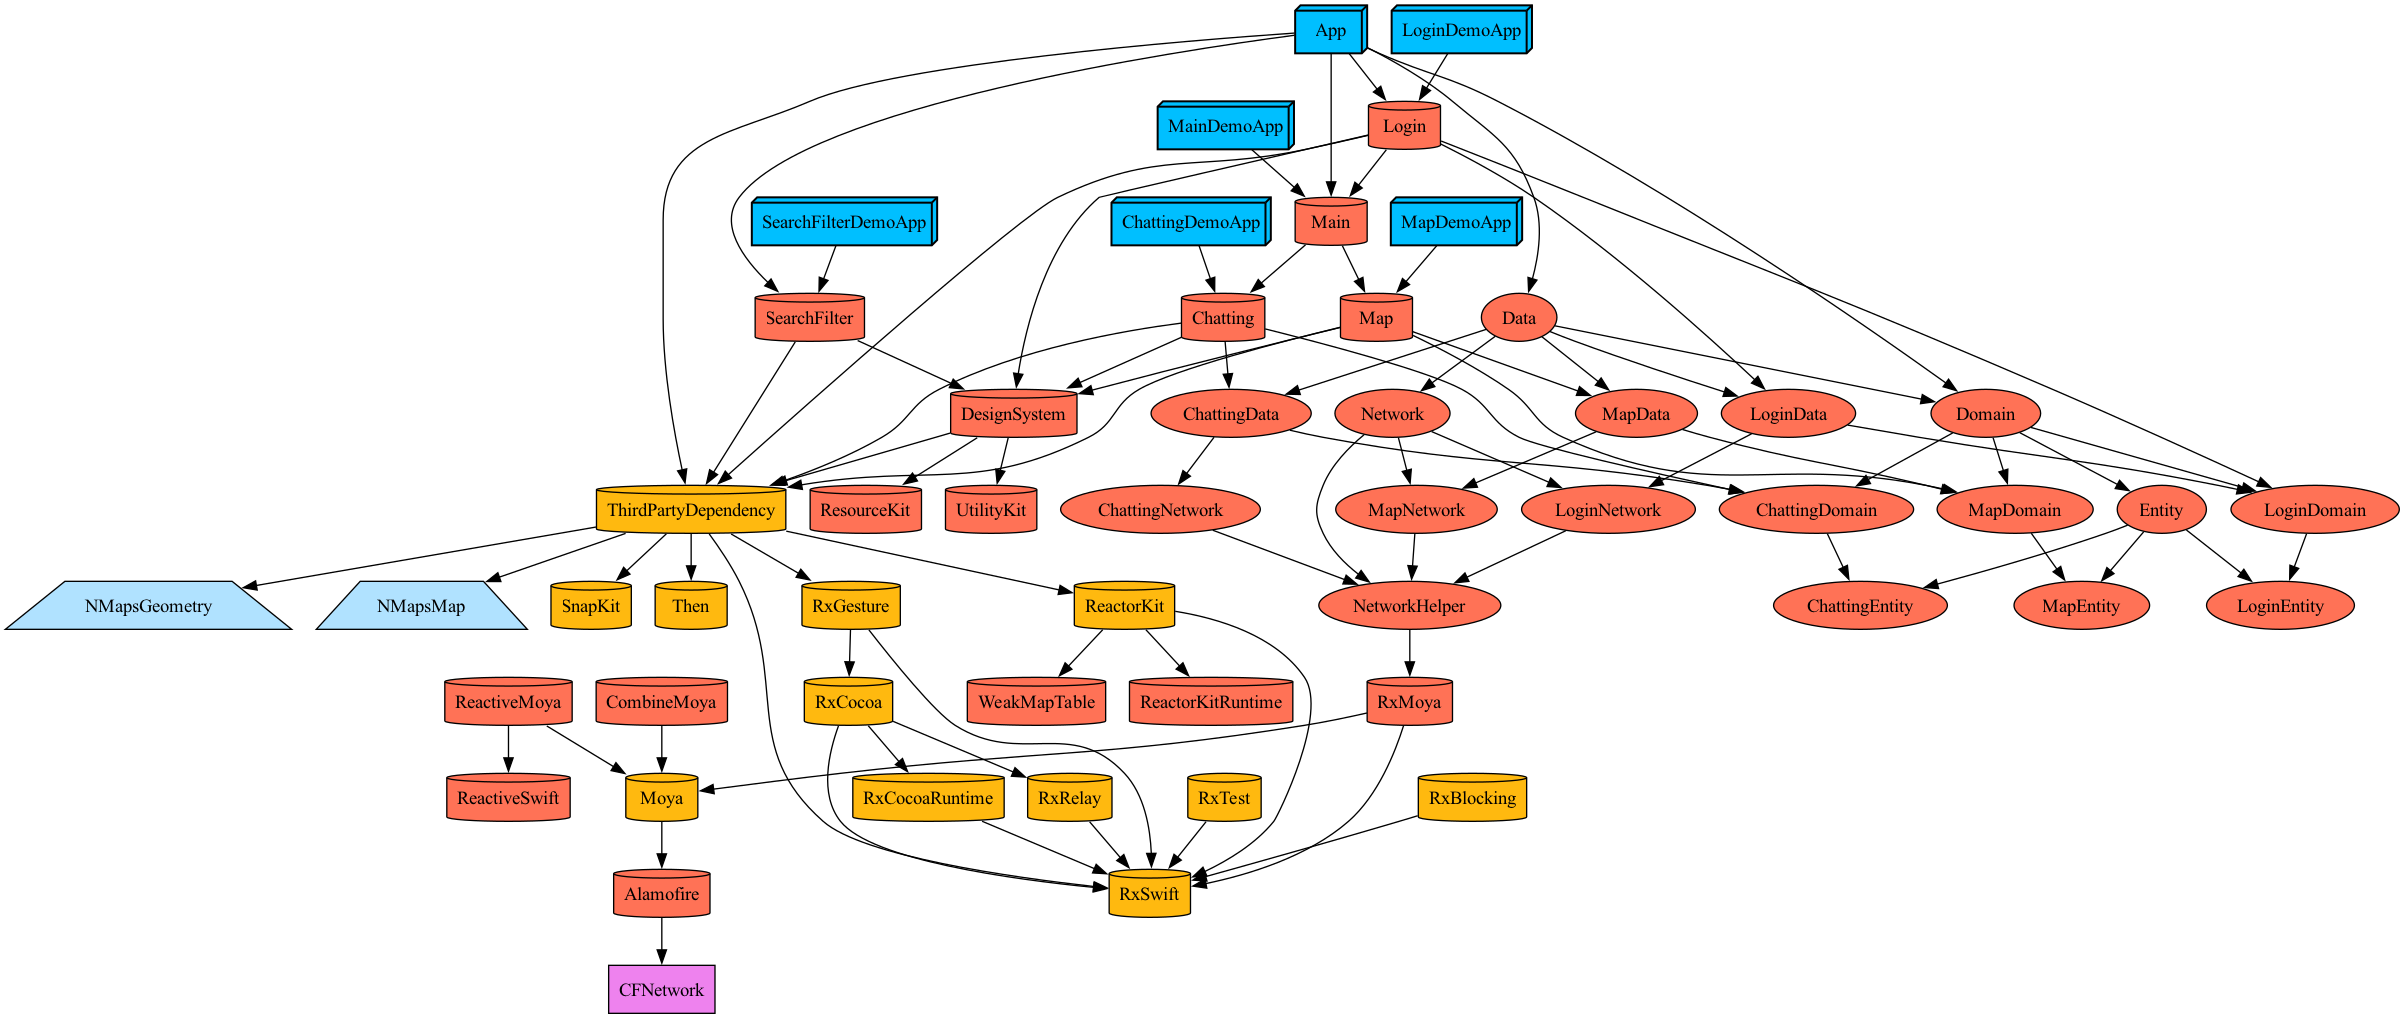 App
LoginDemoApp
MainDemoApp
Login
SearchFilterDemoApp
ChattingDemoApp
Main
MapDemoApp
SearchFilter
Chatting
Map
Data
DesignSystem
ChattingData
Network
MapData
LoginData
Domain
ThirdPartyDependency
ResourceKit
UtilityKit
ChattingNetwork
MapNetwork
LoginNetwork
ChattingDomain
MapDomain
Entity
LoginDomain
NMapsGeometry
NMapsMap
SnapKit
Then
RxGesture
ReactorKit
NetworkHelper
ChattingEntity
MapEntity
LoginEntity
ReactiveMoya
CombineMoya
RxCocoa
WeakMapTable
ReactorKitRuntime
RxMoya
ReactiveSwift
Moya
RxCocoaRuntime
RxRelay
RxTest
RxBlocking
Alamofire
RxSwift
CFNetwork